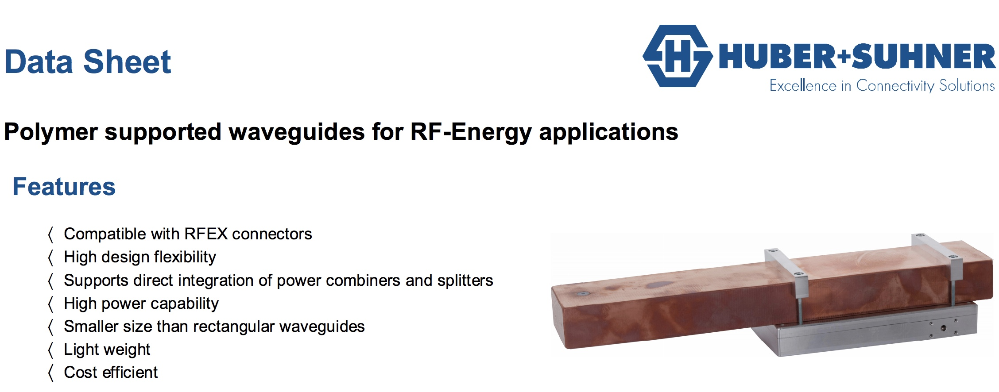 Data Sheet
HUBER+SUHNER
Excellence in Connectivity Solutions
Polymer supported waveguides for RF-Energy applications
Features
〈 Compatible with RFEX connectors
〈 High design flexibility
〈 Supports direct integration of power combiners and splitters
〈 High power capability
〈 Smaller size than rectangular waveguides
〈 Light weight
〈 Cost efficient